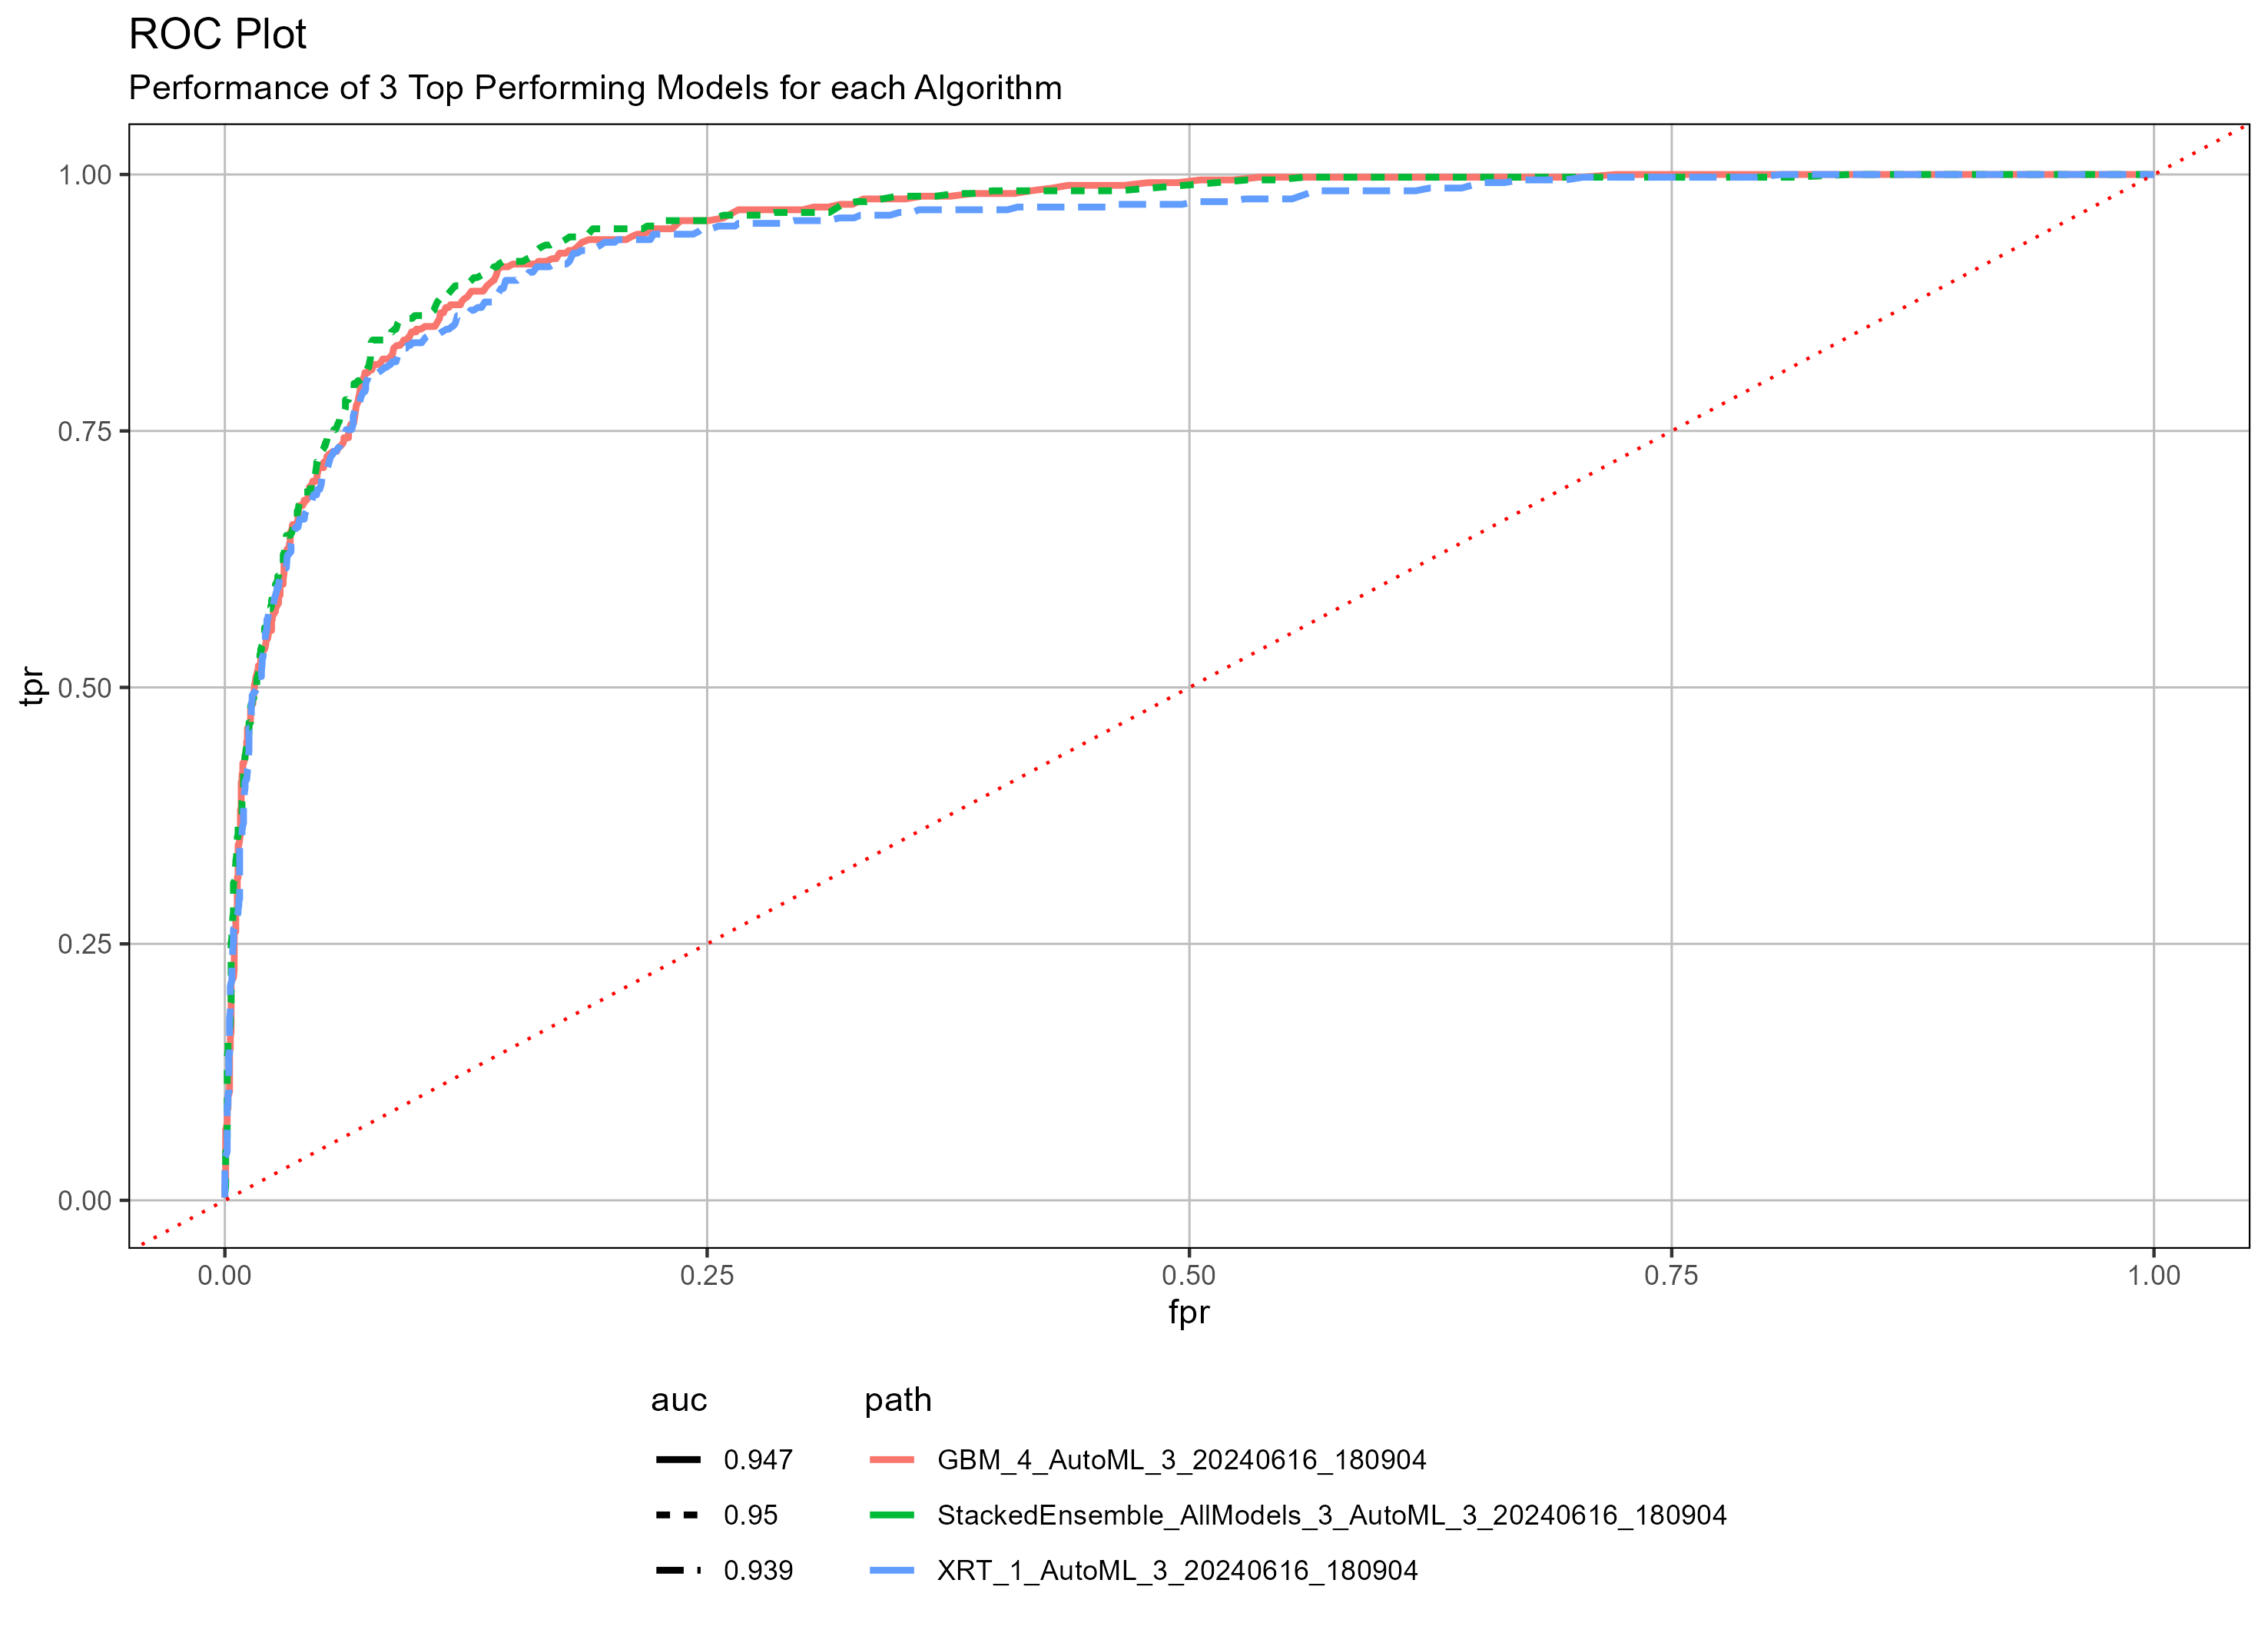 ROC Plot
Performance of 3 Top Performing Models for each Algorithm
1.00
0.75
0.50
0.25
0.00
tpr
0.00 0.25 0.50 0.75 1.00
fpr
auc path
0.947 GBM_4_AutoML_3_20240616_180904
0.95 StackedEnsemble_AllModels_3_AutoML_3_20240616_180904
0.939 XRT_1_AutoML_3_20240616_180904